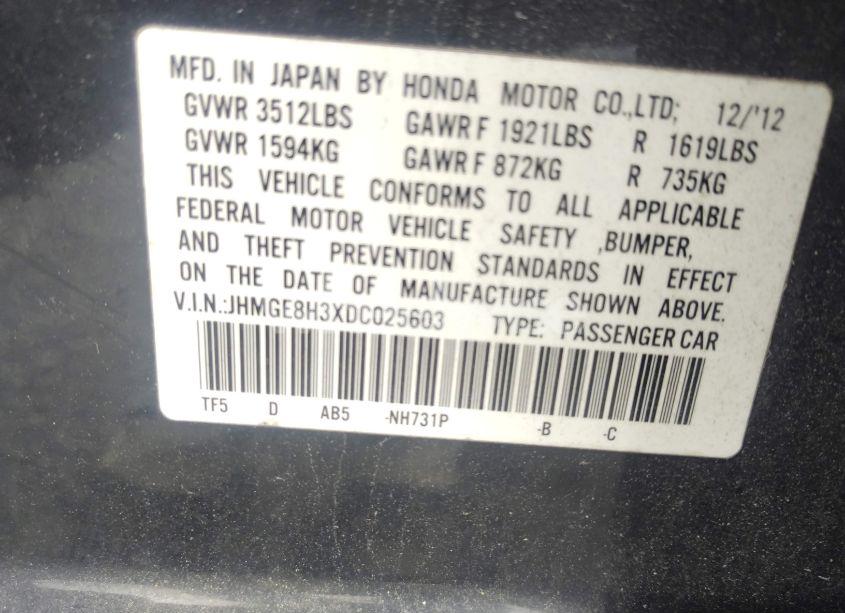 MFD. IN JAPAN BY HONDA MOTOR CO.,LTD; 12/'12
GVWR 3512LBS GAWR F 1921LBS R 1619LBS
GVWR 1594KG GAWR F 872KG R 735KG
THIS VEHICLE CONFORMS TO ALL APPLICABLE
FEDERAL MOTOR VEHICLE SAFETY ,BUMPER,
AND THEFT PREVENTION STANDARDS IN EFFECT
ON THE DATE OF MANUFACTURE SHOWN ABOVE.
V.I.N.:JHMGE8H3XDC025603 TYPE: PASSENGER CAR
TF5 D AB5 -NH731P -B -C